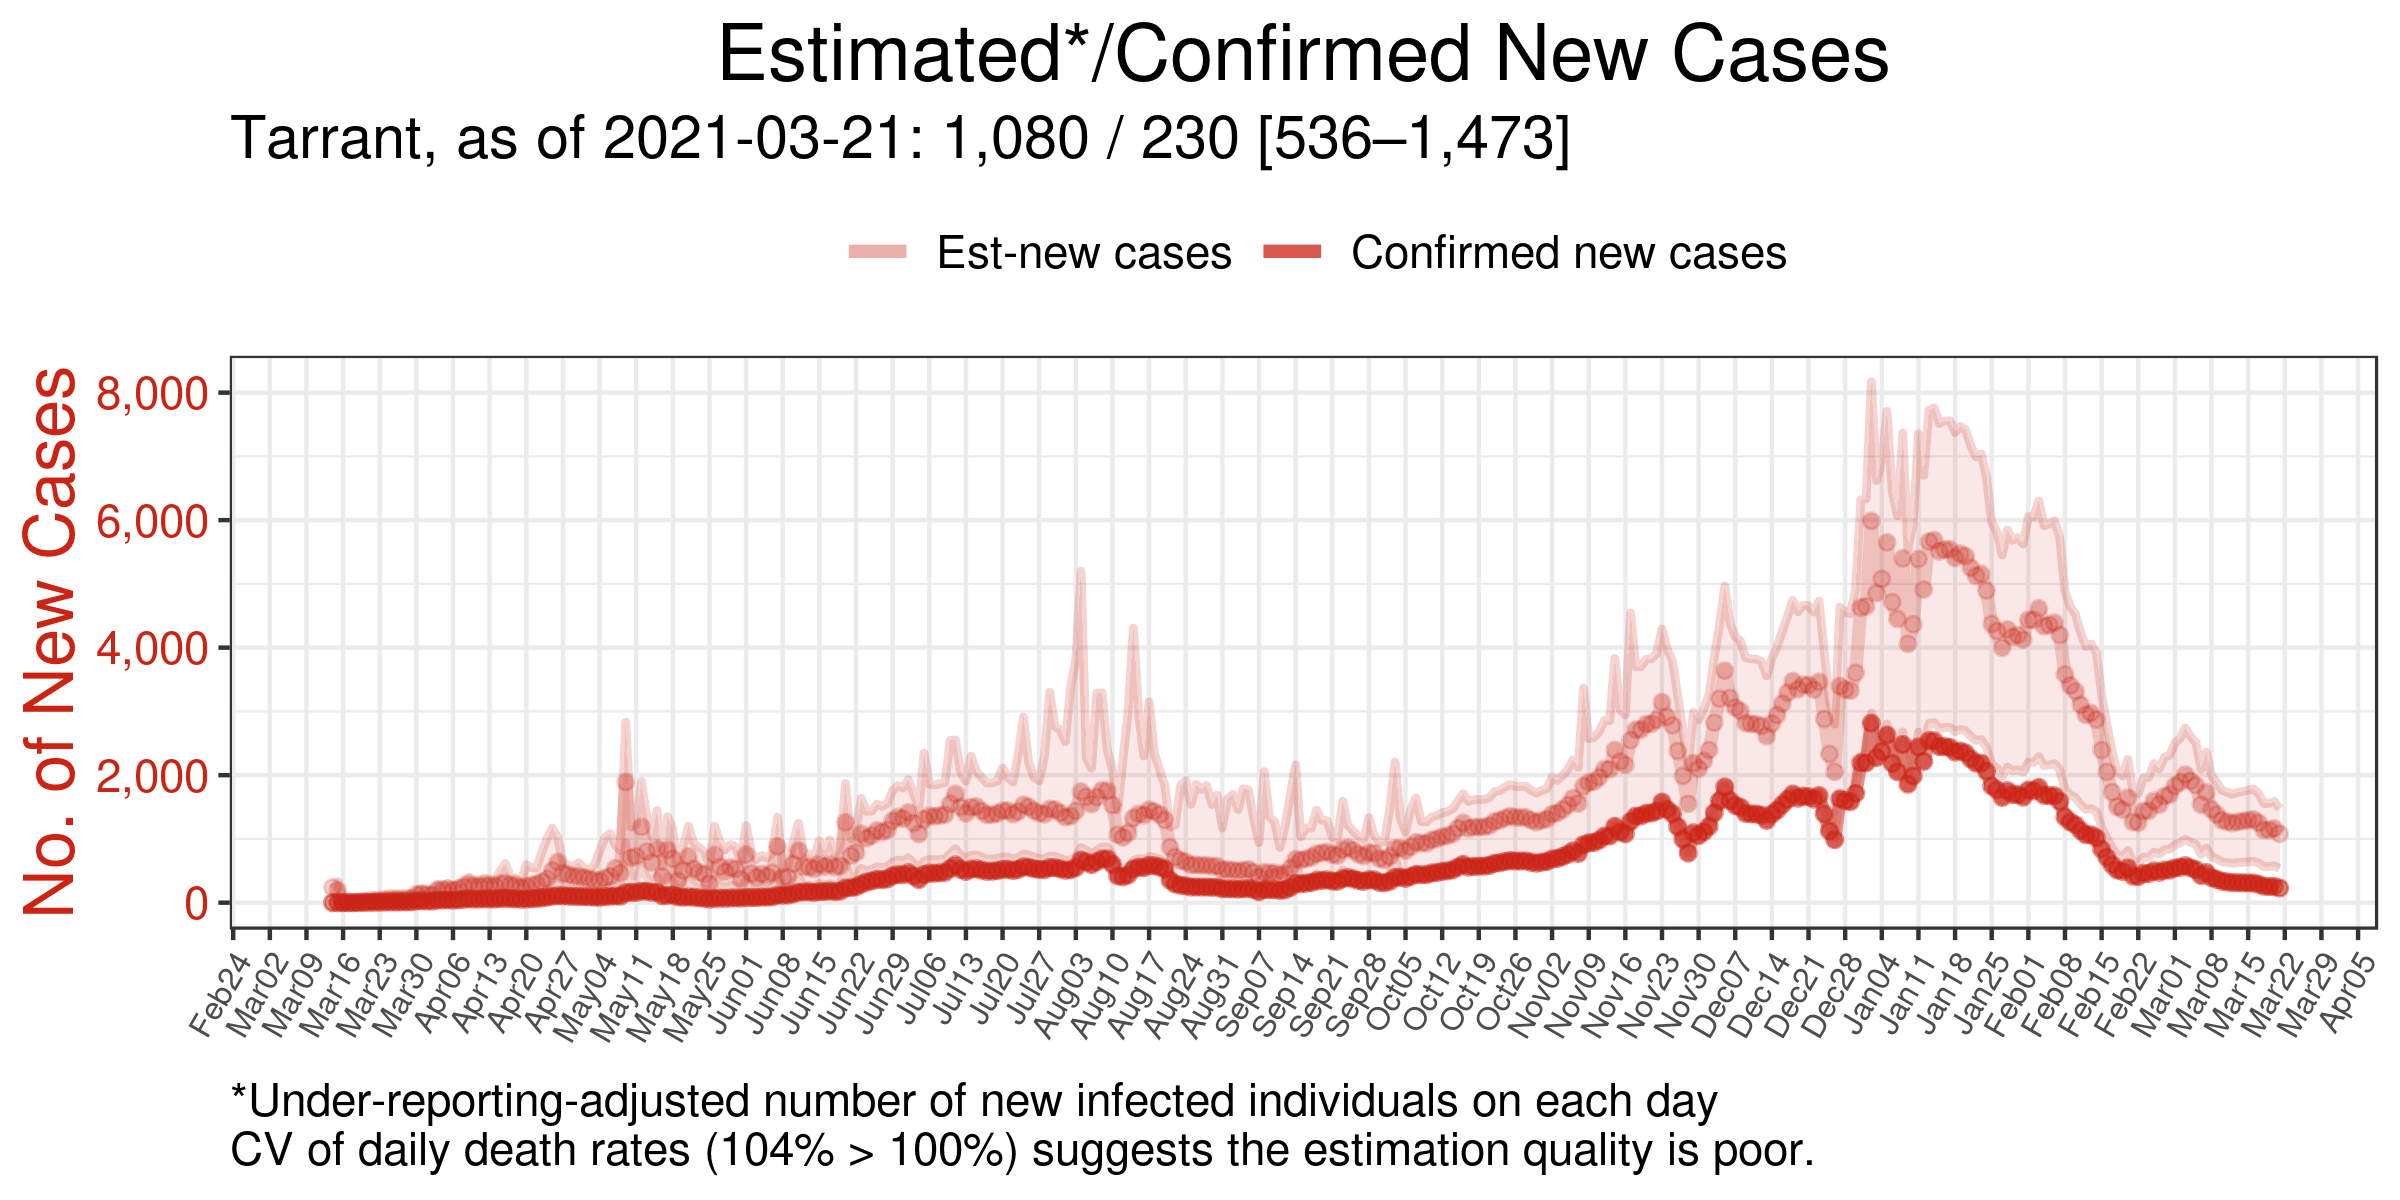 Estimated*/Confirmed New Cases
Tarrant, as of 2021-03-21: 1,080 / 230 [536–1,473]
Est-new cases Confirmed new cases
No. of New Cases
8,000
6,000
4,000
2,000
0
Feb24 Mar02 Mar09 Mar16 Mar23 Mar30 Apr06 Apr13 Apr20 Apr27 May04 May11 May18 May25 Jun01 Jun08 Jun15 Jun22 Jun29 Jul06 Jul13 Jul20 Jul27 Aug03 Aug10 Aug17 Aug24 Aug31 Sep07 Sep14 Sep21 Sep28 Oct05 Oct12 Oct19 Oct26 Nov02 Nov09 Nov16 Nov23 Nov30 Dec07 Dec14 Dec21 Dec28 Jan04 Jan11 Jan18 Jan25 Feb01 Feb08 Feb15 Feb22 Mar01 Mar08 Mar15 Mar22 Mar29 Apr05
*Under-reporting-adjusted number of new infected individuals on each day
CV of daily death rates (104% > 100%) suggests the estimation quality is poor.